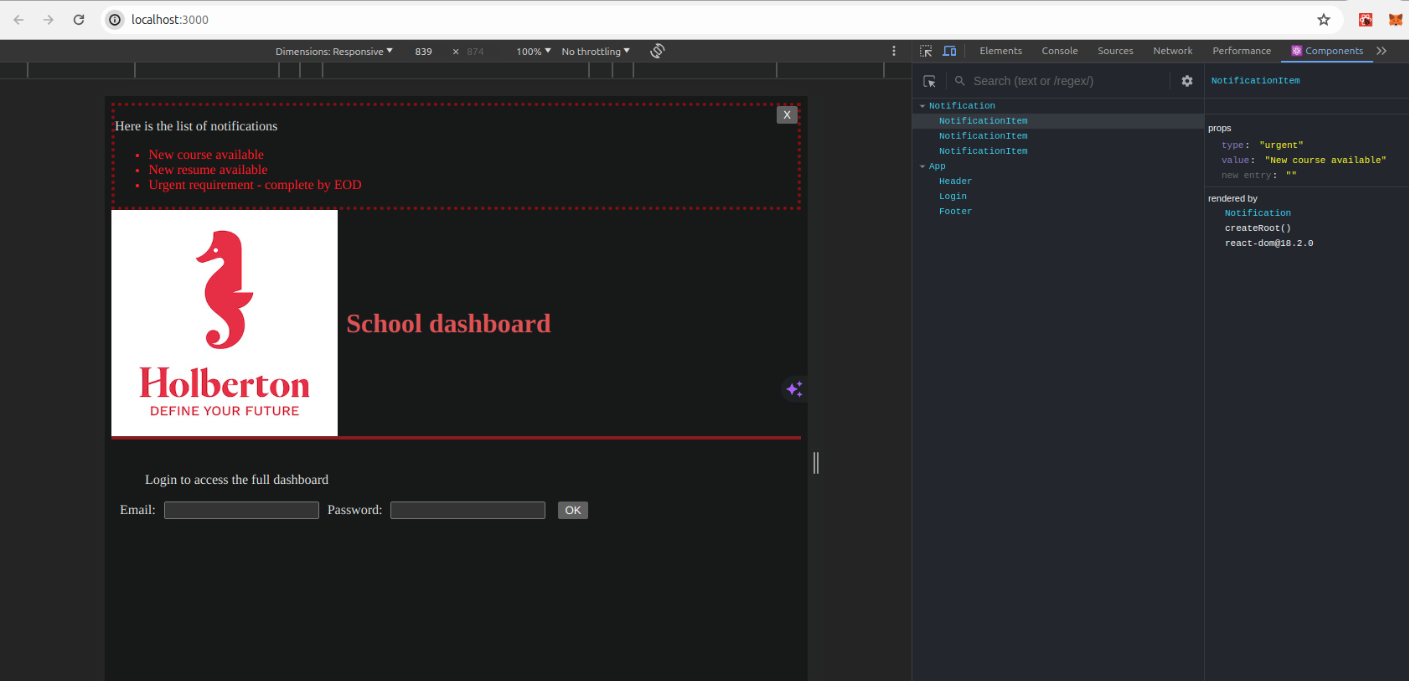 localhost:3000
Dimensions: Responsive 839 × 874 100% No throttling
Elements Console Sources Network Performance Components
Search (text or /regex/)
NotificationItem
Here is the list of notifications
X
New course available
New resume available
Urgent requirement - complete by EOD
Holberton
DEFINE YOUR FUTURE
School dashboard
Login to access the full dashboard
Email: Password: OK
Notification
NotificationItem
NotificationItem
NotificationItem
App
Header
Login
Footer
props
type: "urgent"
value: "New course available"
new entry: ""
rendered by
Notification
createRoot()
react-dom@18.2.0